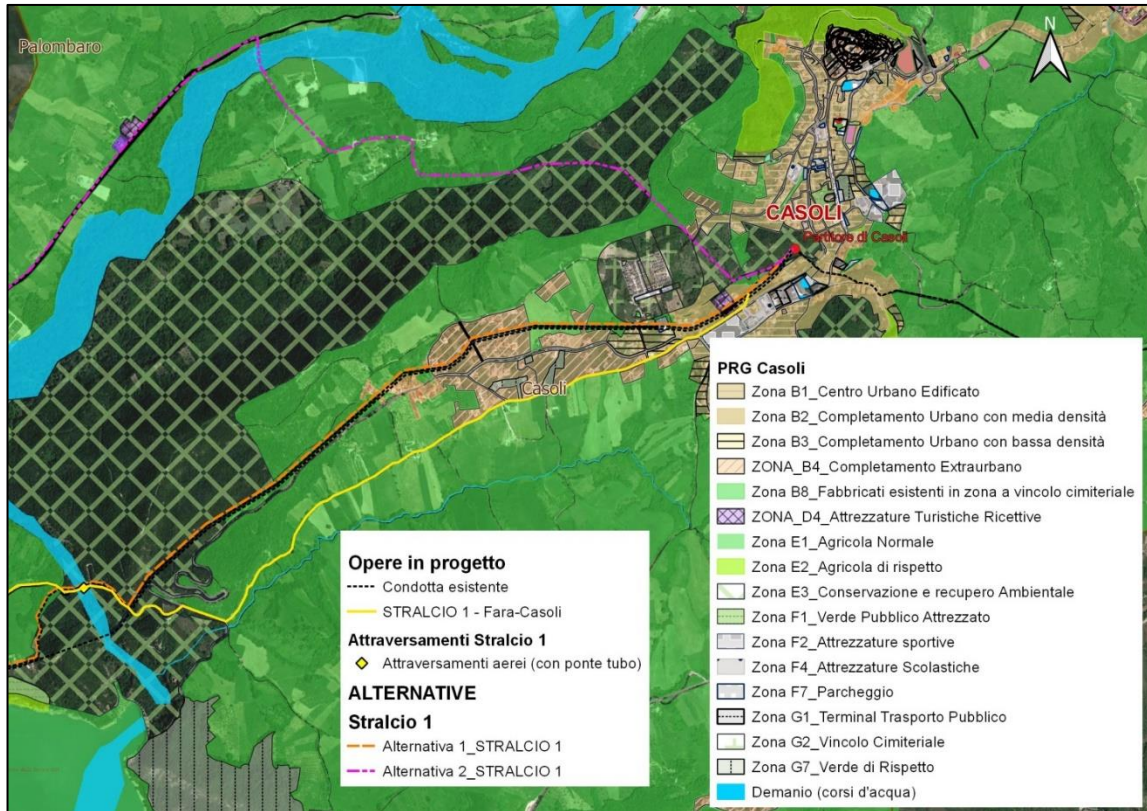 Palombaro
N
CASOLI
Partitore di Casoli
Casoli
Opere in progetto
Condotta esistente
STRALCIO 1 - Fara-Casoli
Attraversamenti Stralcio 1
Attraversamenti aerei (con ponte tubo)
ALTERNATIVE
Stralcio 1
Alternativa 1_STRALCIO 1
Alternativa 2_STRALCIO 1
PRG Casoli
Zona B1_Centro Urbano Edificato
Zona B2_Completamento Urbano con media densità
Zona B3_Completamento Urbano con bassa densità
ZONA_B4_Completamento Extraurbano
Zona B8_Fabbricati esistenti in zona a vincolo cimiteriale
ZONA_D4_Attrezzature Turistiche Ricettive
Zona E1_Agricola Normale
Zona E2_Agricola di rispetto
Zona E3_Conservazione e recupero Ambientale
Zona F1_Verde Pubblico Attrezzato
Zona F2_Attrezzature sportive
Zona F4_Attrezzature Scolastiche
Zona F7_Parcheggio
Zona G1_Terminal Trasporto Pubblico
Zona G2_Vincolo Cimiteriale
Zona G7_Verde di Rispetto
Demanio (corsi d'acqua)